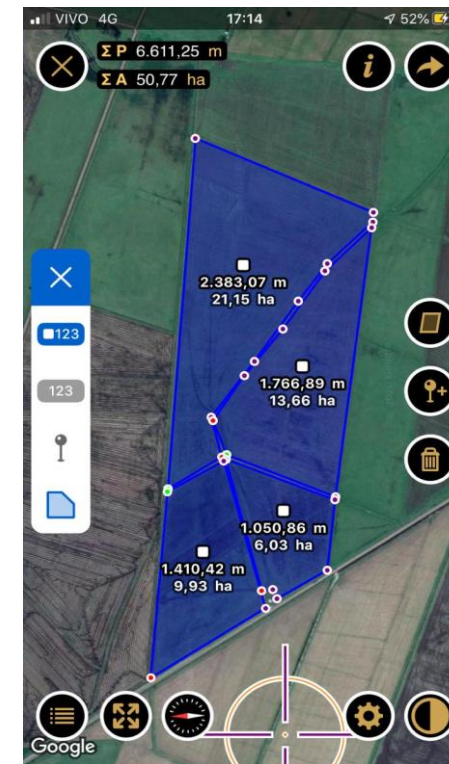 VIVO 4G 17:14 52%
Σ P 6.611,25 m
Σ A 50,77 ha
i
2.383,07 m
21,15 ha
123
123
1.766,89 m
13,66 ha
1.050,86 m
6,03 ha
1.410,42 m
9,93 ha
Google